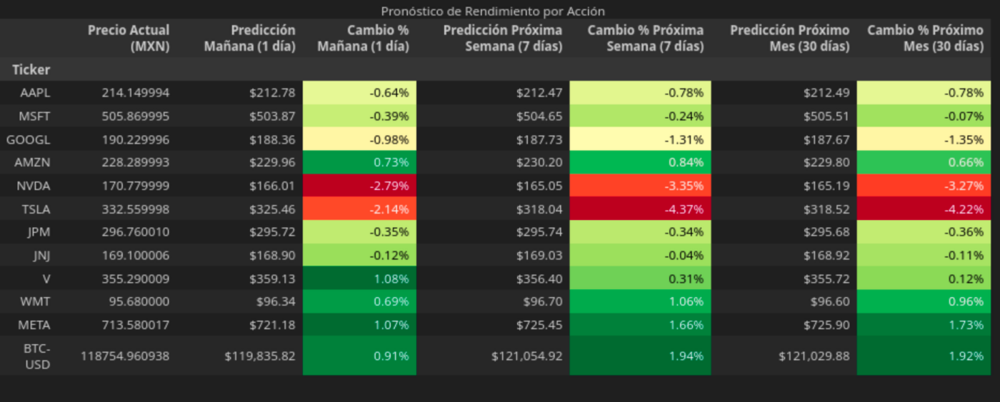 Pronóstico de Rendimiento por Acción
Precio Actual (MXN) Predicción Mañana (1 día) Cambio % Mañana (1 día) Predicción Próxima Semana (7 días) Cambio % Próxima Semana (7 días) Predicción Próximo Mes (30 días) Cambio % Próximo Mes (30 días)
Ticker
AAPL 214.149994 $212.78 -0.64% $212.47 -0.78% $212.49 -0.78%
MSFT 505.869995 $503.87 -0.39% $504.65 -0.24% $505.51 -0.07%
GOOGL 190.229996 $188.36 -0.98% $187.73 -1.31% $187.67 -1.35%
AMZN 228.289993 $229.96 0.73% $230.20 0.84% $229.80 0.66%
NVDA 170.779999 $166.01 -2.79% $165.05 -3.35% $165.19 -3.27%
TSLA 332.559998 $325.46 -2.14% $318.04 -4.37% $318.52 -4.22%
JPM 296.760010 $295.72 -0.35% $295.74 -0.34% $295.68 -0.36%
JNJ 169.100006 $168.90 -0.12% $169.03 -0.04% $168.92 -0.11%
V 355.290009 $359.13 1.08% $356.40 0.31% $355.72 0.12%
WMT 95.680000 $96.34 0.69% $96.70 1.06% $96.60 0.96%
META 713.580017 $721.18 1.07% $725.45 1.66% $725.90 1.73%
BTC-USD 118754.960938 $119,835.82 0.91% $121,054.92 1.94% $121,029.88 1.92%